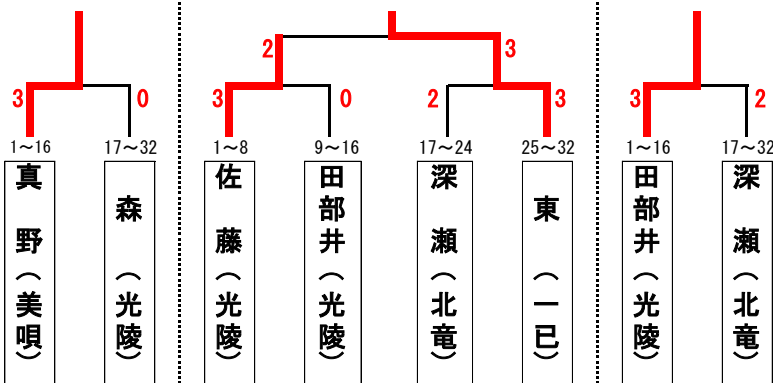 2 3
3 0 3 0 2 3 3 2
1～16 17～32 1～8 9～16 17～24 25～32 1～16 17～32
真野(美唄)
森(光陵)
佐藤(光陵)
田部井(光陵)
深瀬(北竜)
東(一已)
田部井(光陵)
深瀬(北竜)